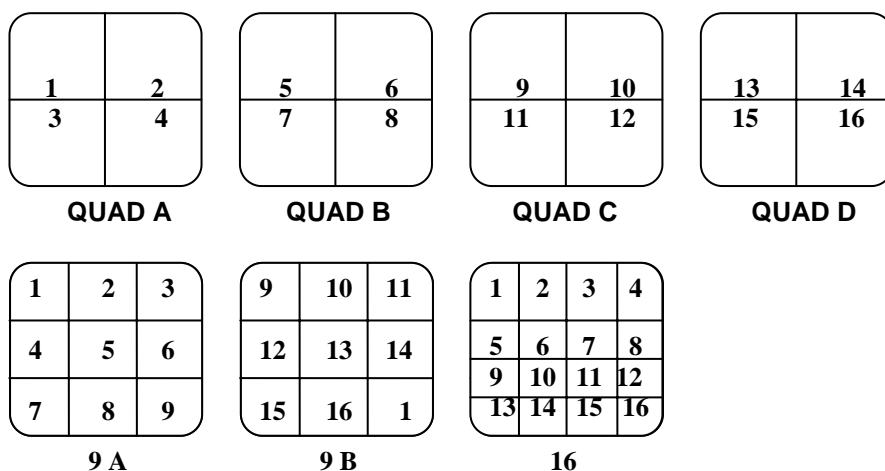 1 2 5 6 9 10 13 14
3 4 7 8 11 12 15 16
QUAD A QUAD B QUAD C QUAD D
1 2 3 9 10 11 1 2 3 4
4 5 6 12 13 14 5 6 7 8
9 10 11 12
7 8 9 15 16 1 13 14 15 16
9 A 9 B 16